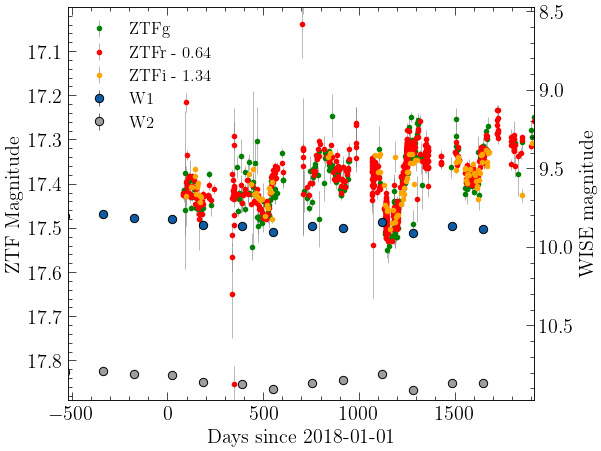 ZTFg
ZTFr - 0.64
ZTFi - 1.34
W1
W2
17.1
17.2
17.3
17.4
17.5
17.6
17.7
17.8
ZTF Magnitude
8.5
9.0
9.5
10.0
10.5
WISE magnitude
−500 0 500 1000 1500
Days since 2018-01-01